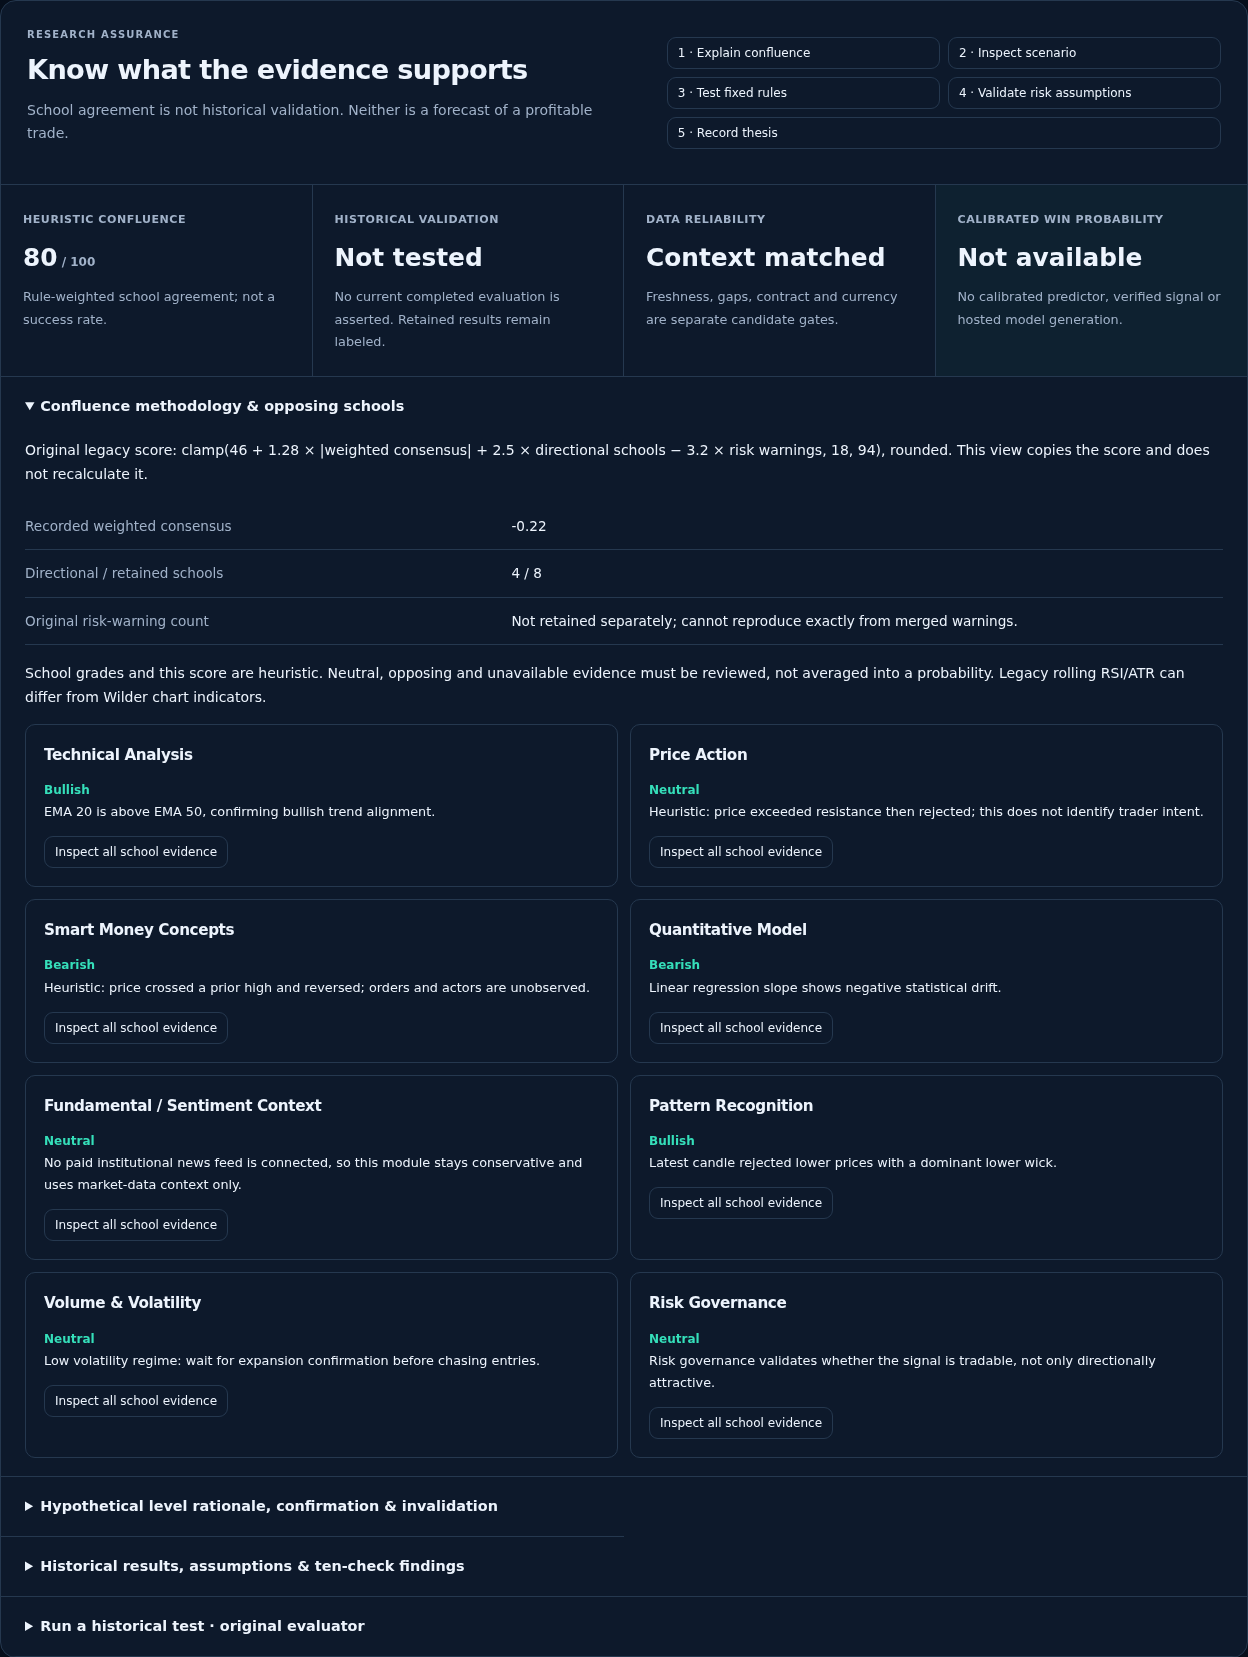 RESEARCH ASSURANCE
Know what the evidence supports
School agreement is not historical validation. Neither is a forecast of a profitable
trade.
1 · Explain confluence
2 · Inspect scenario
3 · Test fixed rules
4 · Validate risk assumptions
5 · Record thesis
HEURISTIC CONFLUENCE
80 / 100
Rule-weighted school agreement; not a
success rate.
HISTORICAL VALIDATION
Not tested
No current completed evaluation is
asserted. Retained results remain
labeled.
DATA RELIABILITY
Context matched
Freshness, gaps, contract and currency
are separate candidate gates.
CALIBRATED WIN PROBABILITY
Not available
No calibrated predictor, verified signal or
hosted model generation.
▼ Confluence methodology & opposing schools
Original legacy score: clamp(46 + 1.28 × |weighted consensus| + 2.5 × directional schools − 3.2 × risk warnings, 18, 94), rounded. This view copies the score and does
not recalculate it.
Recorded weighted consensus -0.22
Directional / retained schools 4 / 8
Original risk-warning count Not retained separately; cannot reproduce exactly from merged warnings.
School grades and this score are heuristic. Neutral, opposing and unavailable evidence must be reviewed, not averaged into a probability. Legacy rolling RSI/ATR can
differ from Wilder chart indicators.
Technical Analysis
Bullish
EMA 20 is above EMA 50, confirming bullish trend alignment.
Inspect all school evidence
Price Action
Neutral
Heuristic: price exceeded resistance then rejected; this does not identify trader intent.
Inspect all school evidence
Smart Money Concepts
Bearish
Heuristic: price crossed a prior high and reversed; orders and actors are unobserved.
Inspect all school evidence
Quantitative Model
Bearish
Linear regression slope shows negative statistical drift.
Inspect all school evidence
Fundamental / Sentiment Context
Neutral
No paid institutional news feed is connected, so this module stays conservative and
uses market-data context only.
Inspect all school evidence
Pattern Recognition
Bullish
Latest candle rejected lower prices with a dominant lower wick.
Inspect all school evidence
Volume & Volatility
Neutral
Low volatility regime: wait for expansion confirmation before chasing entries.
Inspect all school evidence
Risk Governance
Neutral
Risk governance validates whether the signal is tradable, not only directionally
attractive.
Inspect all school evidence
▶ Hypothetical level rationale, confirmation & invalidation
▶ Historical results, assumptions & ten-check findings
▶ Run a historical test · original evaluator